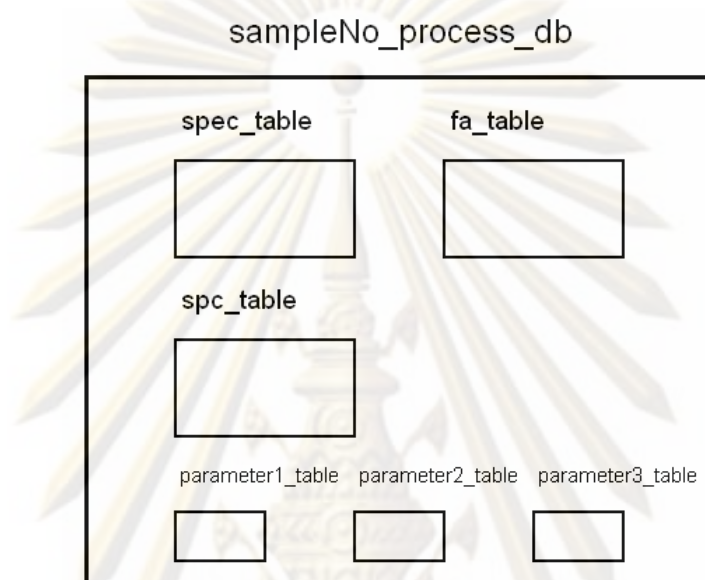 sampleNo_process_db
spec_table fa_table
spc_table
parameter1_table parameter2_table parameter3_table